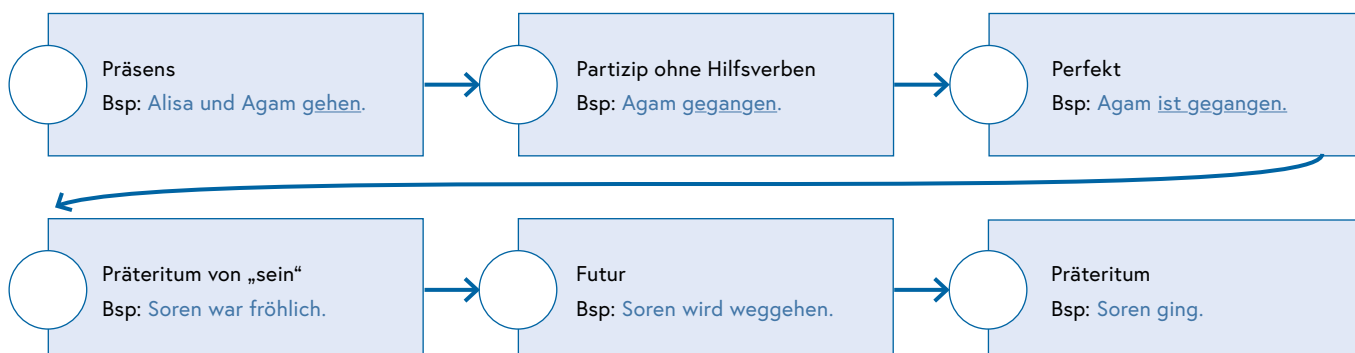 Präsens
Bsp: Alisa und Agam gehen.
Partizip ohne Hilfsverben
Bsp: Agam gegangen.
Perfekt
Bsp: Agam ist gegangen.
Präteritum von „sein“
Bsp: Soren war fröhlich.
Futur
Bsp: Soren wird weggehen.
Präteritum
Bsp: Soren ging.